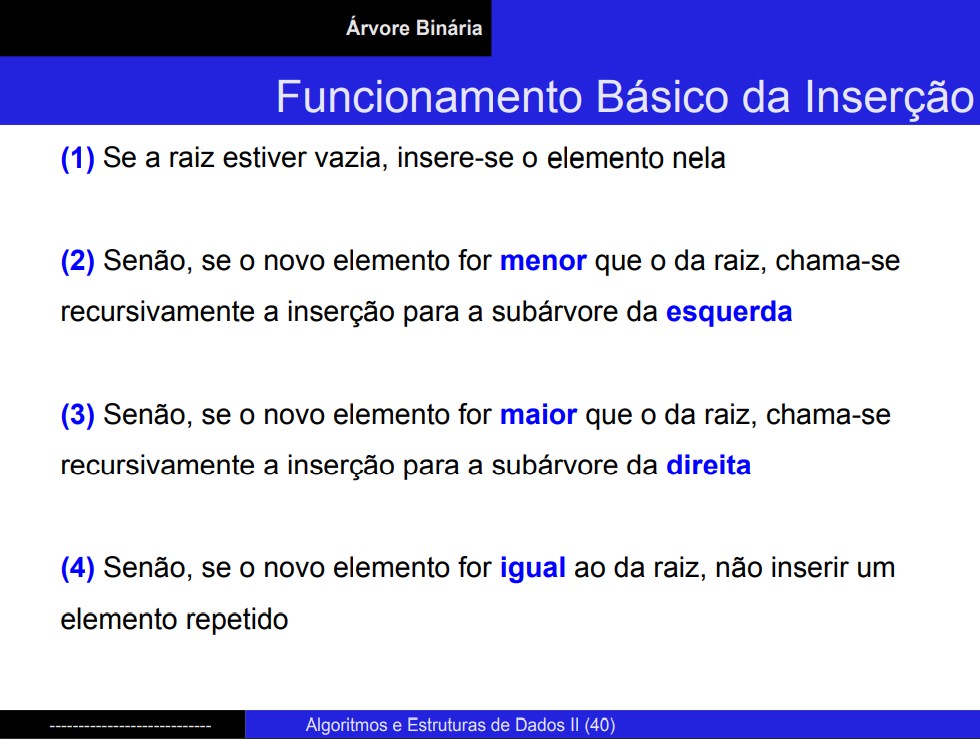 Árvore Binária
Funcionamento Básico da Inserção
(1) Se a raiz estiver vazia, insere-se o elemento nela
(2) Senão, se o novo elemento for menor que o da raiz, chama-se
recursivamente a inserção para a subárvore da esquerda
(3) Senão, se o novo elemento for maior que o da raiz, chama-se
recursivamente a inserção para a subárvore da direita
(4) Senão, se o novo elemento for igual ao da raiz, não inserir um
elemento repetido
----------------------------
Algoritmos e Estruturas de Dados II (40)